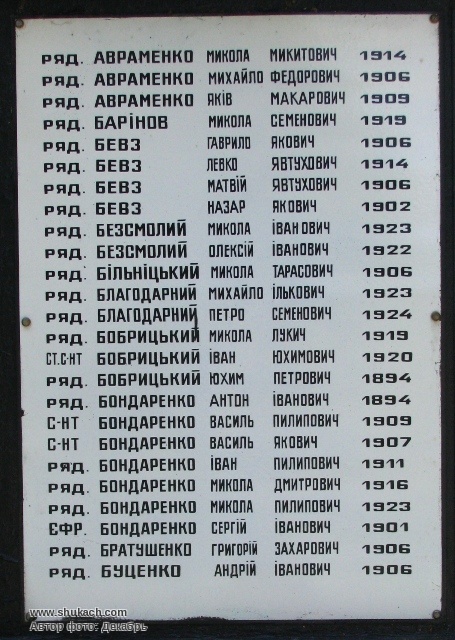 РЯД. АВРАМЕНКО МИКОЛА МИКИТОВИЧ 1914
РЯД. АВРАМЕНКО МИХАЙЛО ФЕДОРОВИЧ 1906
РЯД. АВРАМЕНКО ЯКІВ МАКАРОВИЧ 1909
РЯД. БАРІНОВ МИКОЛА СЕМЕНОВИЧ 1919
РЯД. БЕВЗ ГАВРИЛО ЯКОВИЧ 1906
РЯД. БЕВЗ ЛЕВКО ЯВТУХОВИЧ 1914
РЯД. БЕВЗ МАТВІЙ ЯВТУХОВИЧ 1906
РЯД. БЕВЗ НАЗАР ЯКОВИЧ 1902
РЯД. БЕЗСМОЛИЙ МИКОЛА ІВАНОВИЧ 1923
РЯД. БЕЗСМОЛИЙ ОЛЕКСІЙ ІВАНОВИЧ 1922
РЯД. БІЛЬНІЦЬКИЙ МИКОЛА ТАРАСОВИЧ 1906
РЯД. БЛАГОДАРНИЙ МИХАЙЛО ІЛЬКОВИЧ 1923
РЯД. БЛАГОДАРНИЙ ПЕТРО СЕМЕНОВИЧ 1924
РЯД. БОБРИЦЬКИЙ МИКОЛА ЛУКИЧ 1919
СТ.С-НТ БОБРИЦЬКИЙ ІВАН ЮХИМОВИЧ 1920
РЯД. БОБРИЦЬКИЙ ЮХИМ ПЕТРОВИЧ 1894
РЯД. БОНДАРЕНКО АНТОН ІВАНОВИЧ 1894
С-НТ БОНДАРЕНКО ВАСИЛЬ ПИЛИПОВИЧ 1909
С-НТ БОНДАРЕНКО ВАСИЛЬ ЯКОВИЧ 1907
РЯД. БОНДАРЕНКО ІВАН ПИЛИПОВИЧ 1911
РЯД. БОНДАРЕНКО МИКОЛА ДМИТРОВИЧ 1916
РЯД. БОНДАРЕНКО МИКОЛА ПИЛИПОВИЧ 1923
ЄФР. БОНДАРЕНКО СЕРГІЙ ІВАНОВИЧ 1901
РЯД. БРАТУШЕНКО ГРИГОРІЙ ЗАХАРОВИЧ 1906
РЯД. БУЦЕНКО АНДРІЙ ІВАНОВИЧ 1906
www.shukach.com
Автор фото: Декабрь